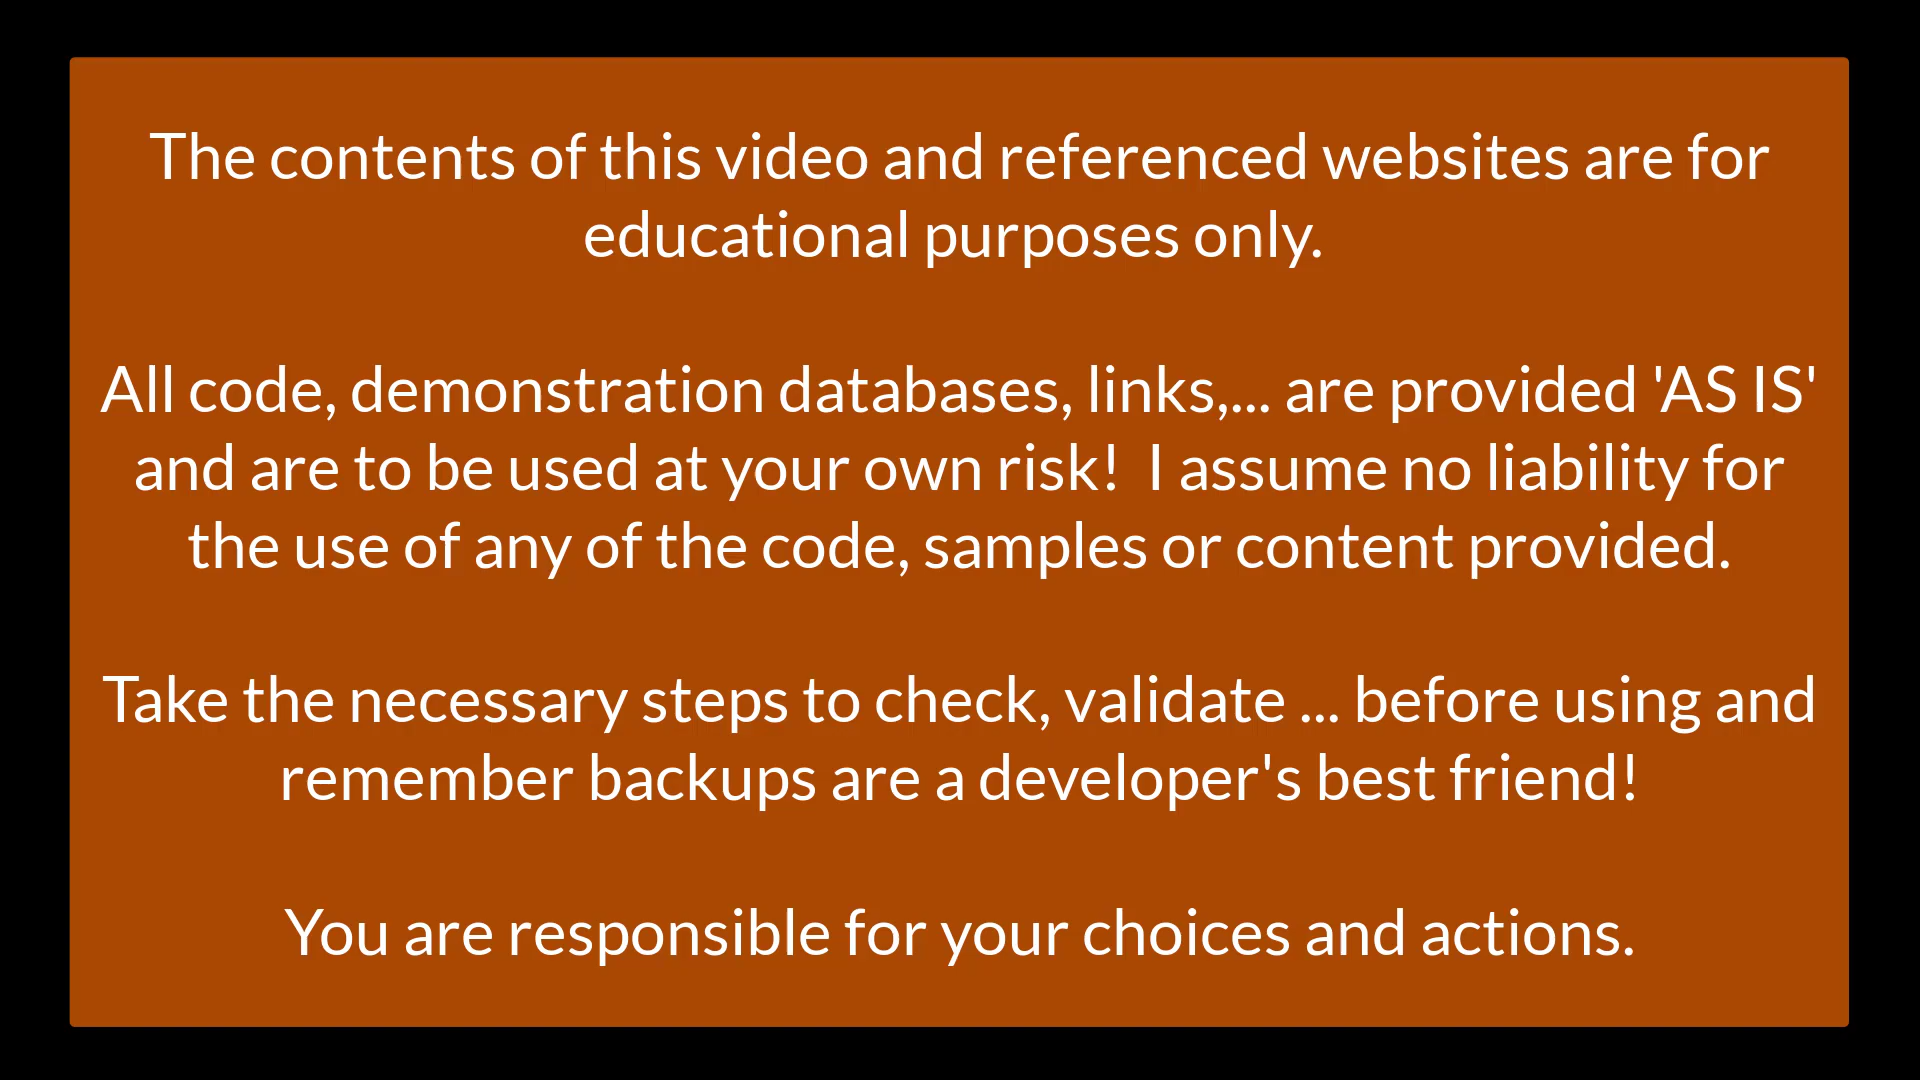 The contents of this video and referenced websites are for
educational purposes only.
All code, demonstration databases, links,... are provided 'AS IS'
and are to be used at your own risk!  I assume no liability for
the use of any of the code, samples or content provided.
Take the necessary steps to check, validate ... before using and
remember backups are a developer's best friend!
You are responsible for your choices and actions.